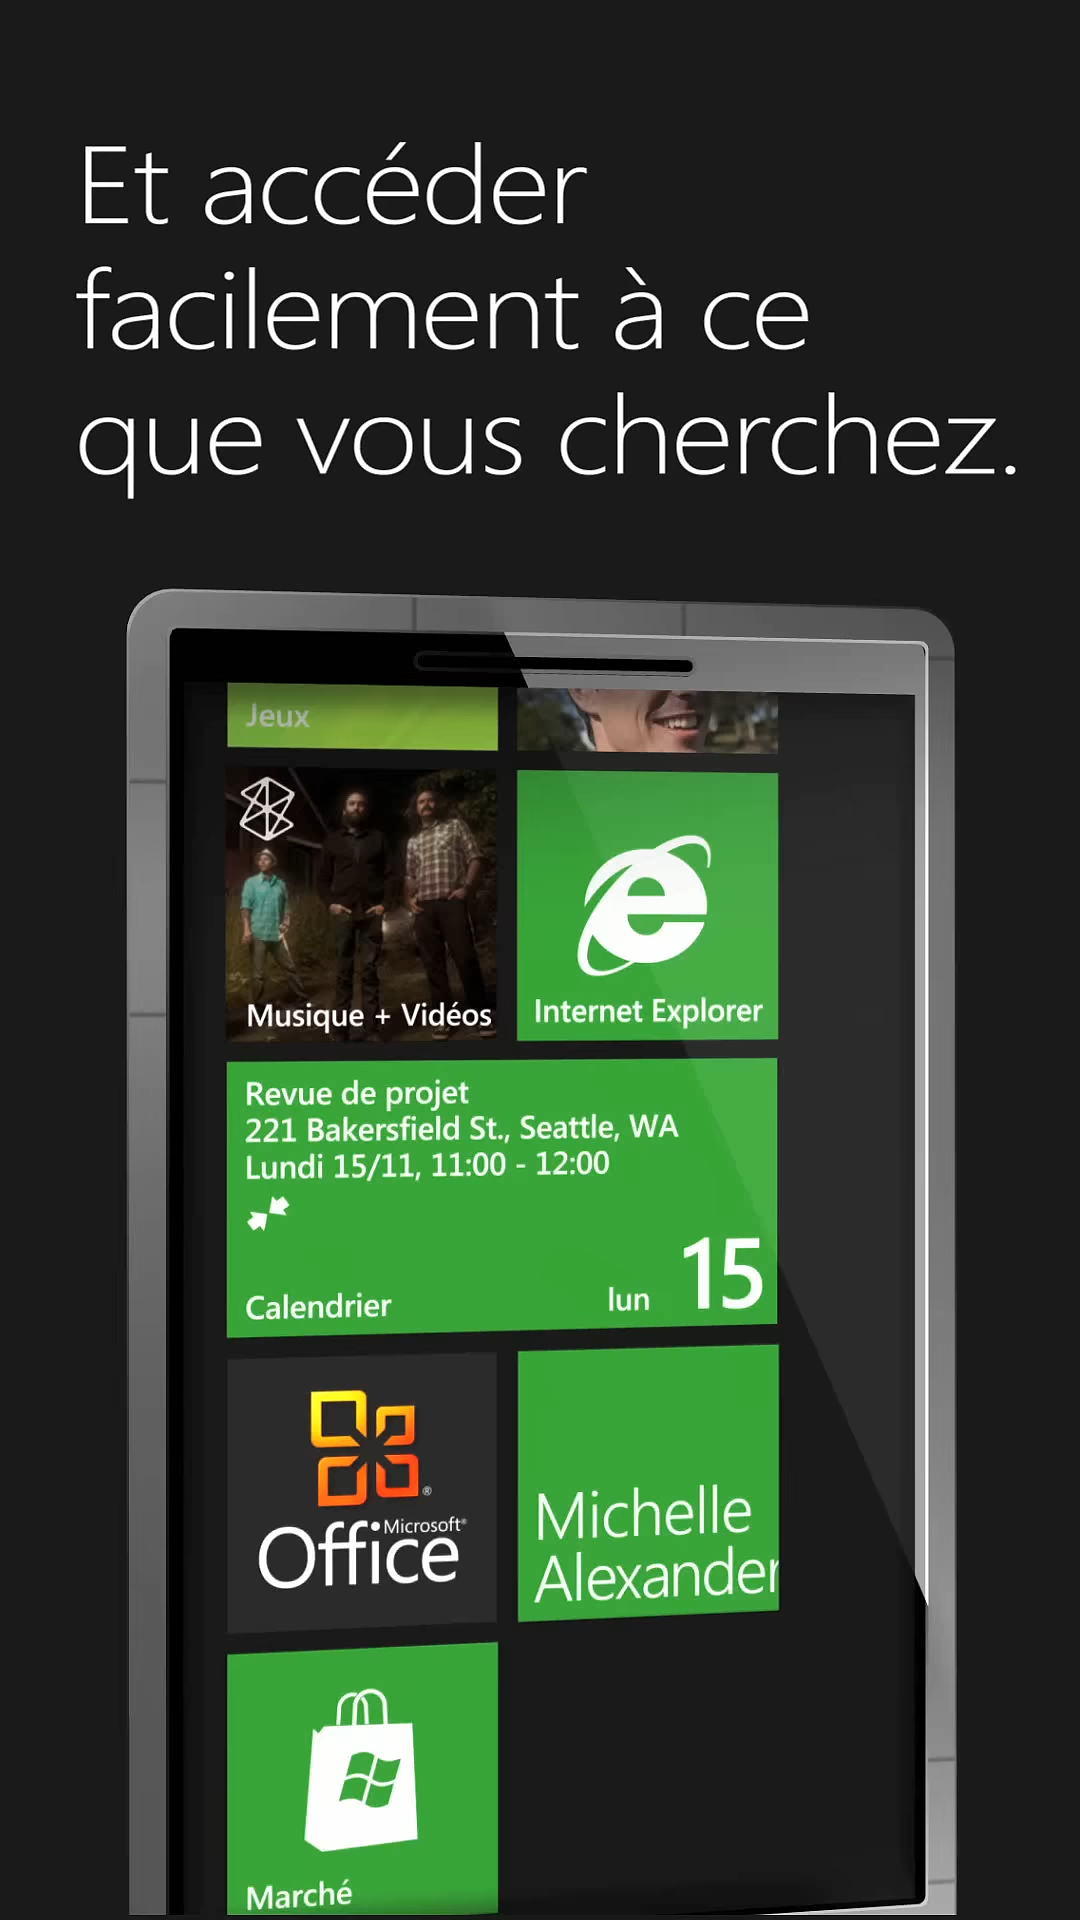 Et accéder
facilement à ce
que vous cherchez.
Jeux
Musique + Vidéos
Internet Explorer
Revue de projet
221 Bakersfield St., Seattle, WA
Lundi 15/11, 11:00 - 12:00
Calendrier
lun 15
Microsoft®
Office
Michelle
Alexander
Marché